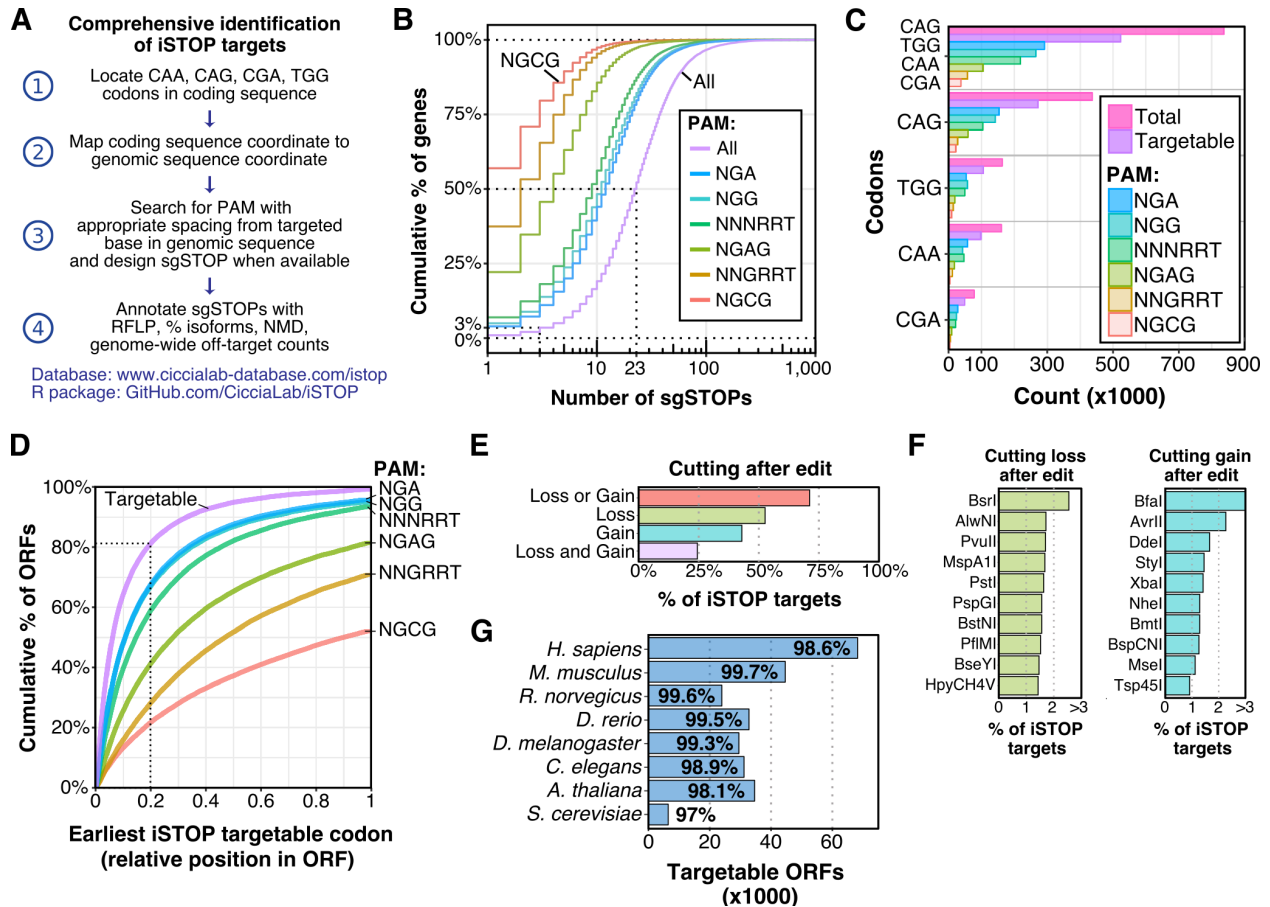 A
Comprehensive identification
of iSTOP targets
1
Locate CAA, CAG, CGA, TGG
codons in coding sequence
2
Map coding sequence coordinate to
genomic sequence coordinate
3
Search for PAM with
appropriate spacing from targeted
base in genomic sequence
and design sgSTOP when available
4
Annotate sgSTOPs with
RFLP, % isoforms, NMD,
genome-wide off-target counts
Database: www.ciccialab-database.com/istop
R package: GitHub.com/CicciaLab/iSTOP
B
Cumulative % of genes
100%
75%
50%
25%
3%
0%
NGCG
All
PAM:
All
NGA
NGG
NNNRRT
NGAG
NNGRRT
NGCG
1
10
23
100
1,000
Number of sgSTOPs
C
Codons
CAG
TGG
CAA
CGA
CAG
TGG
CAA
CGA
Total
Targetable
PAM:
NGA
NGG
NNNRRT
NGAG
NNGRRT
NGCG
0
100
300
500
700
900
Count (x1000)
D
Cumulative % of ORFs
100%
80%
60%
40%
20%
0%
Targetable
PAM:
NGA
NGG
NNNRRT
NGAG
NNGRRT
NGCG
0
0.2
0.4
0.6
0.8
1
Earliest iSTOP targetable codon
(relative position in ORF)
E
Cutting after edit
Loss or Gain
Loss
Gain
Loss and Gain
0%
25%
50%
75%
100%
% of iSTOP targets
F
Cutting loss
after edit
BsrI
AlwNI
PvuII
MspA1I
PstI
PspGI
BstNI
PflMI
BseYI
HpyCH4V
0
1
2
>3
% of iSTOP
targets
Cutting gain
after edit
BfaI
AvrII
DdeI
StyI
XbaI
NheI
BmtI
BspCNI
MseI
Tsp45I
0
1
2
>3
% of iSTOP
targets
G
H. sapiens 98.6%
M. musculus 99.7%
R. norvegicus 99.6%
D. rerio 99.5%
D. melanogaster 99.3%
C. elegans 98.9%
A. thaliana 98.1%
S. cerevisiae 97%
0
20
40
60
Targetable ORFs
(x1000)